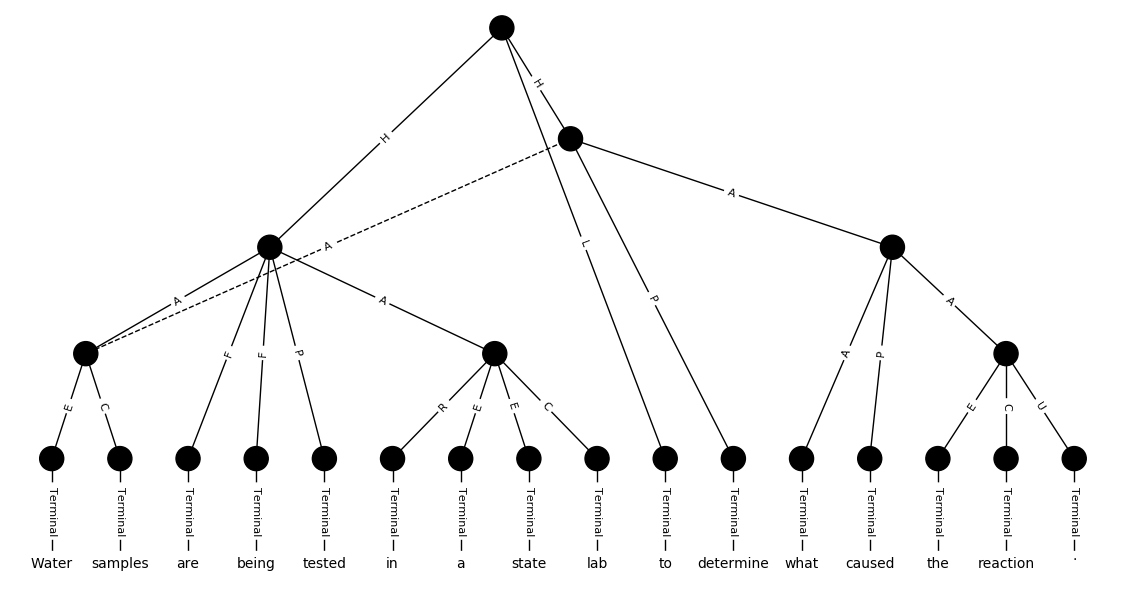 H
H
L
A
A
P
A
A
A
F
F
P
A
P
A
E
C
R
E
E
C
E
C
U
Terminal Terminal Terminal Terminal Terminal Terminal Terminal Terminal Terminal Terminal Terminal Terminal Terminal Terminal Terminal Terminal
Water samples are being tested in a state lab to determine what caused the reaction .